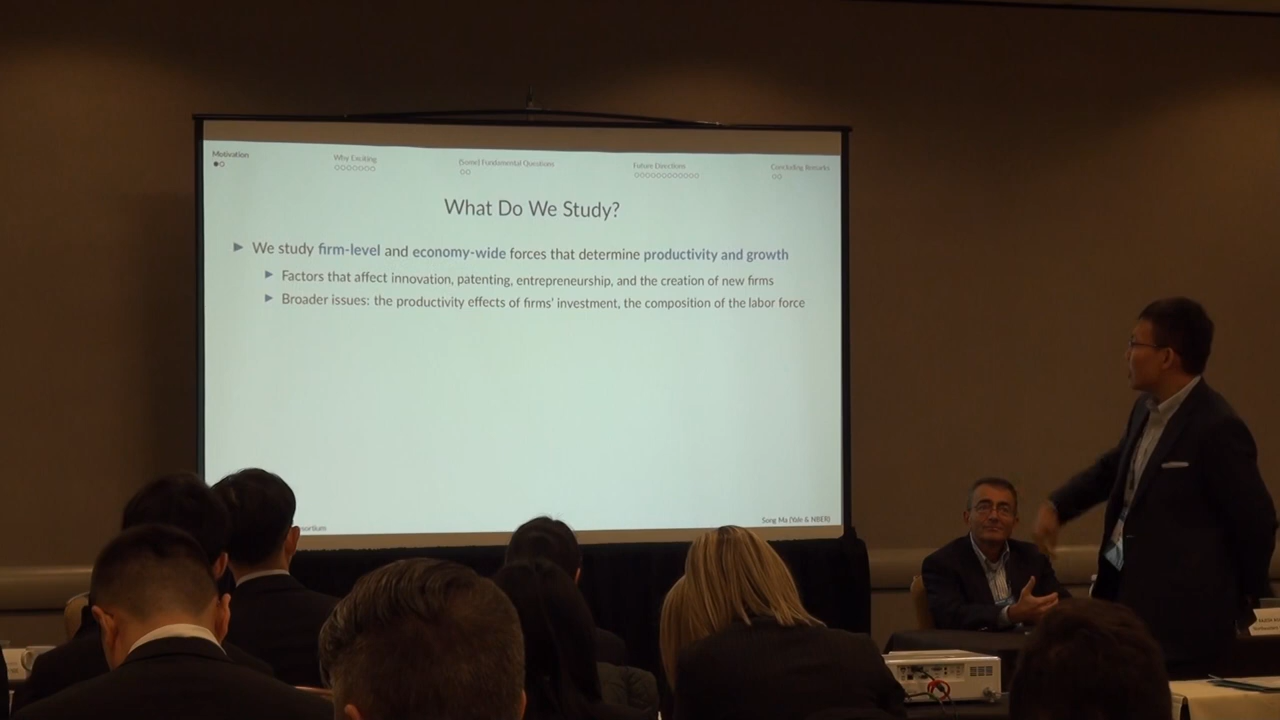 Motivation
Why Exciting
(Some) Fundamental Questions
Future Directions
Concluding Remarks
What Do We Study?
We study firm-level and economy-wide forces that determine productivity and growth
Factors that affect innovation, patenting, entrepreneurship, and the creation of new firms
Broader issues: the productivity effects of firms' investment, the composition of the labor force
sortium
Song Ma (Yale & NBER)